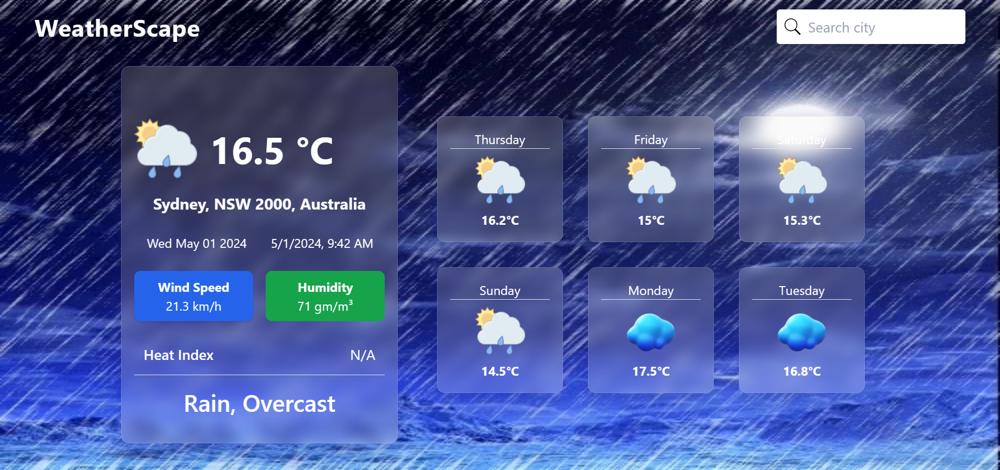 WeatherScape
Search city
16.5 °C
Sydney, NSW 2000, Australia
Wed May 01 2024
5/1/2024, 9:42 AM
Wind Speed
21.3 km/h
Humidity
71 gm/m³
Heat Index
N/A
Rain, Overcast
Thursday
16.2°C
Friday
15°C
Saturday
15.3°C
Sunday
14.5°C
Monday
17.5°C
Tuesday
16.8°C